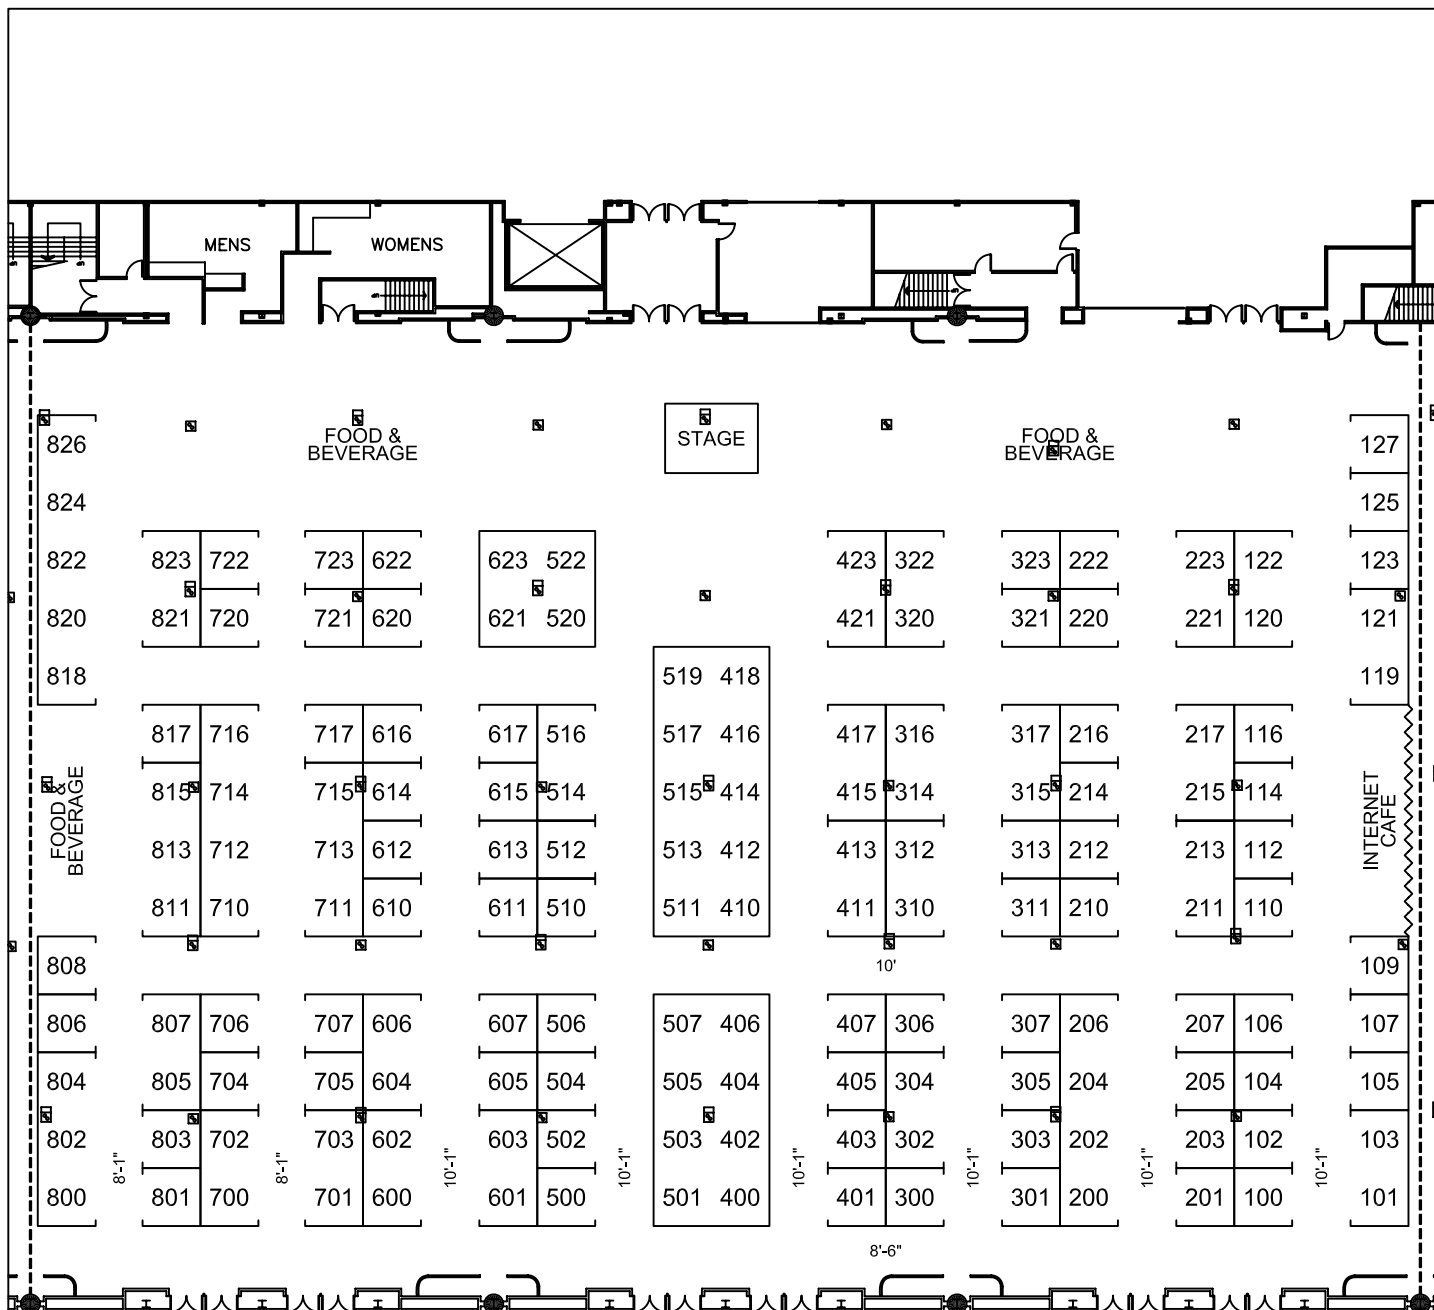 MENS
WOMENS
FOOD &
BEVERAGE
STAGE
FOOD &
BEVERAGE
826 127
824 125
822 823 722 723 622 623 522 423 322 323 222 223 122 123
820 821 720 721 620 621 520 421 320 321 220 221 120 121
818 519 418 119
817 716 717 616 617 516 517 416 417 316 317 216 217 116
FOOD &
BEVERAGE
815 714 715 614 615 514 515 414 415 314 315 214 215 114
INTERNET
CAFE
813 712 713 612 613 512 513 412 413 312 313 212 213 112
811 710 711 610 611 510 511 410 411 310 311 210 211 110
808 10' 109
806 807 706 707 606 607 506 507 406 407 306 307 206 207 106 107
804 805 704 705 604 605 504 505 404 405 304 305 204 205 104 105
802 803 702 703 602 603 502 503 402 403 302 303 202 203 102 103
8'-1" 8'-1" 10'-1" 10'-1" 10'-1" 10'-1" 10'-1" 10'-1"
800 801 700 701 600 601 500 501 400 401 300 301 200 201 100 101
8'-6"